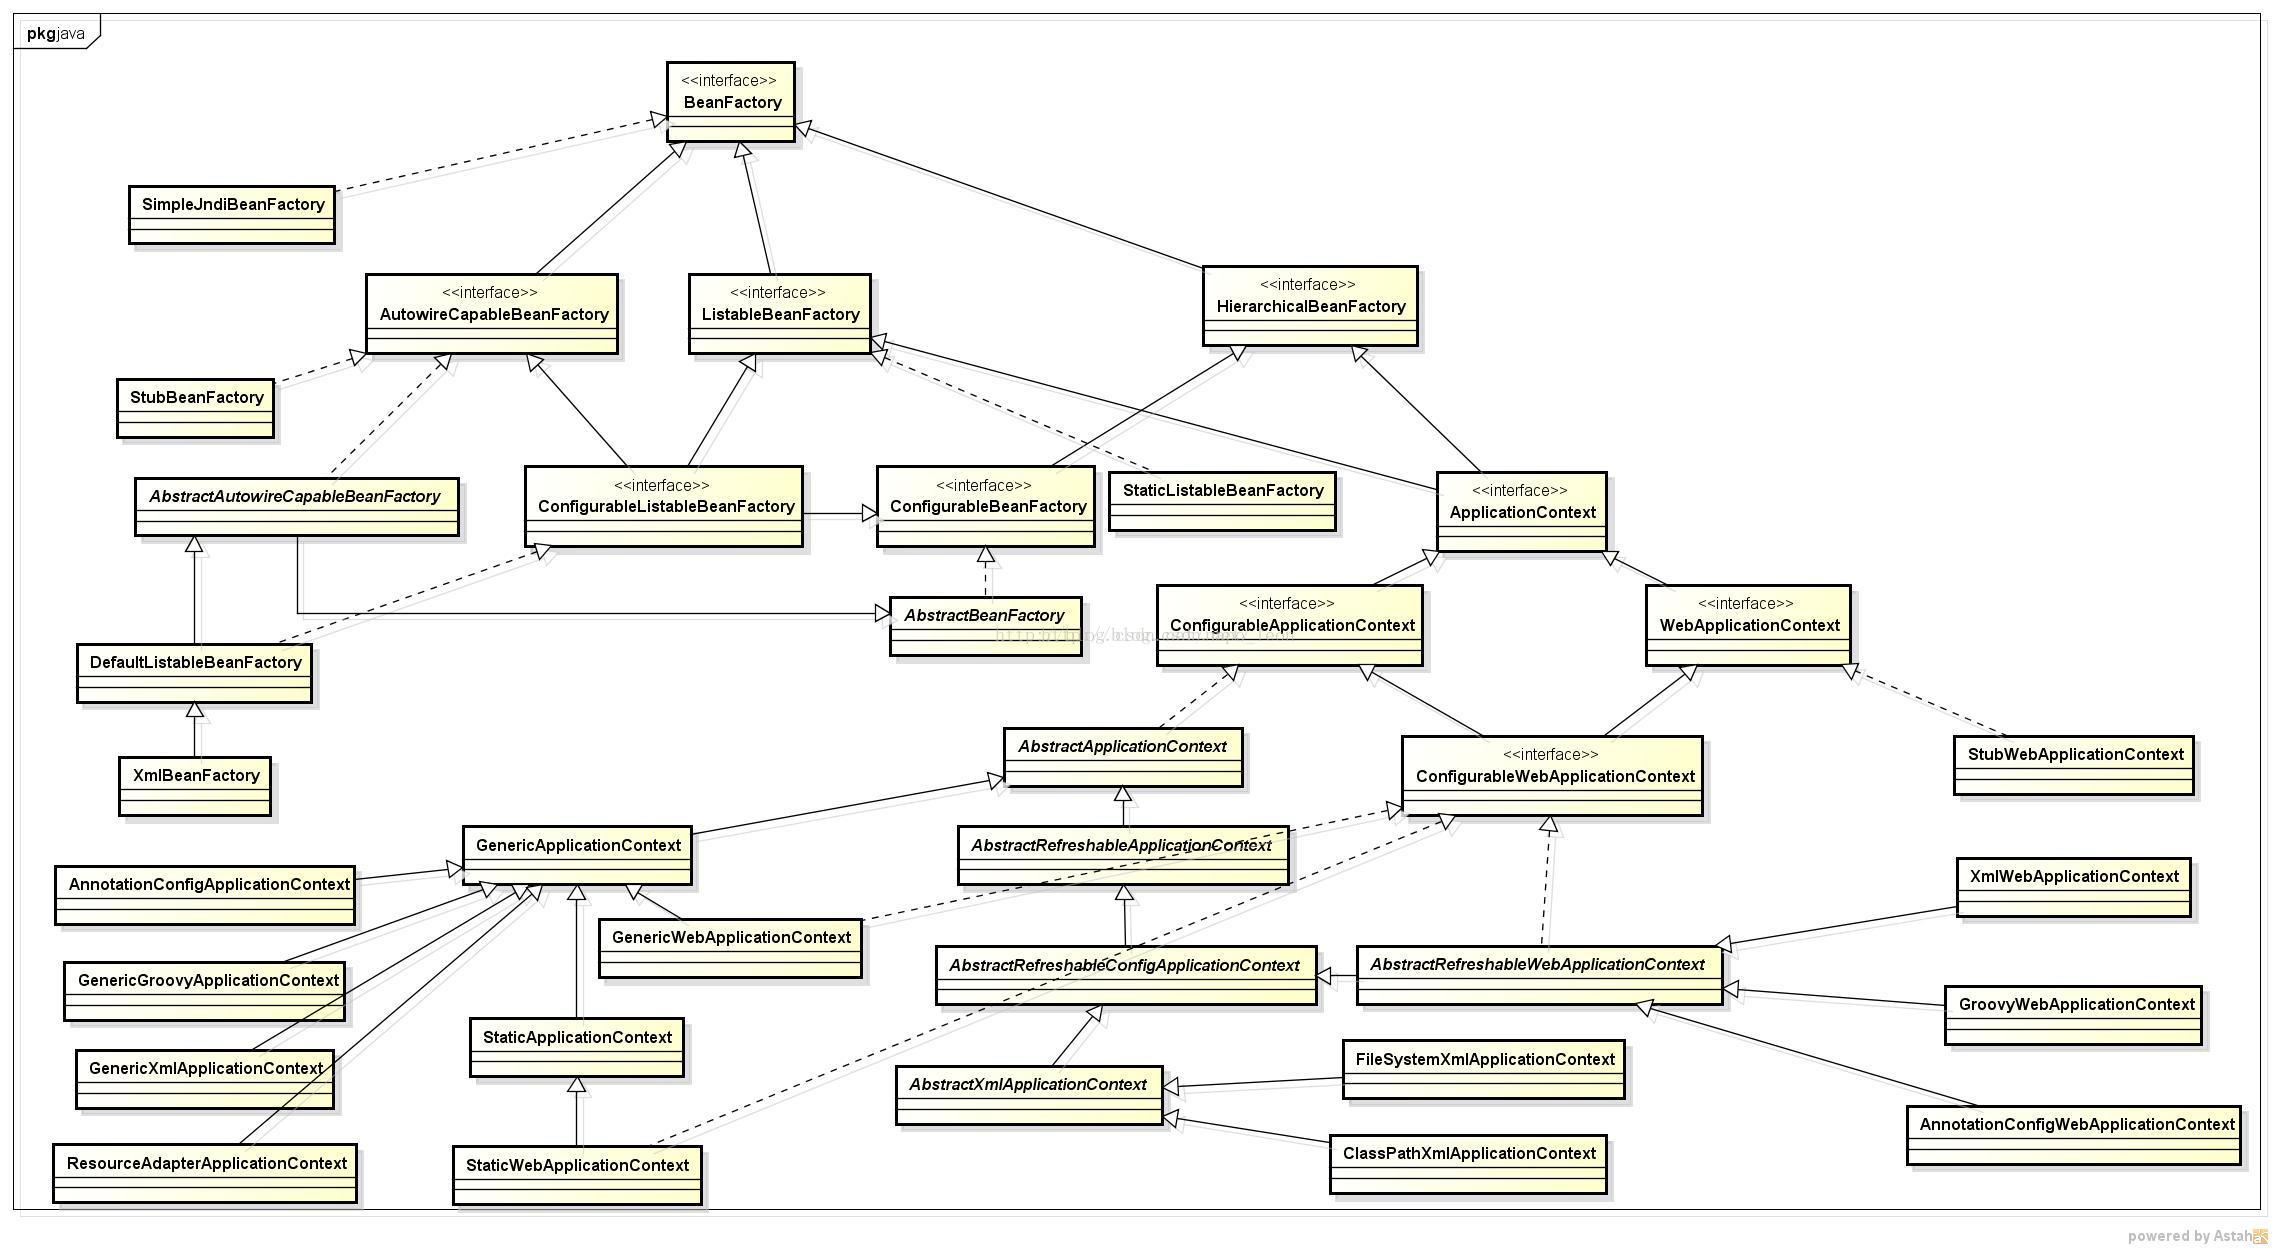 pkg java
<<interface>>
BeanFactory
SimpleJndiBeanFactory
<<interface>>
AutowireCapableBeanFactory
<<interface>>
ListableBeanFactory
<<interface>>
HierarchicalBeanFactory
StubBeanFactory
AbstractAutowireCapableBeanFactory
<<interface>>
ConfigurableListableBeanFactory
<<interface>>
ConfigurableBeanFactory
StaticListableBeanFactory
<<interface>>
ApplicationContext
<<interface>>
ConfigurableApplicationContext
<<interface>>
WebApplicationContext
AbstractBeanFactory
DefaultListableBeanFactory
XmlBeanFactory
AbstractApplicationContext
<<interface>>
ConfigurableWebApplicationContext
StubWebApplicationContext
GenericApplicationContext
AbstractRefreshableApplicationContext
AnnotationConfigApplicationContext
XmlWebApplicationContext
GenericWebApplicationContext
GenericGroovyApplicationContext
AbstractRefreshableConfigApplicationContext
AbstractRefreshableWebApplicationContext
GroovyWebApplicationContext
StaticApplicationContext
GenericXmlApplicationContext
AbstractXmlApplicationContext
FileSystemXmlApplicationContext
AnnotationConfigWebApplicationContext
ResourceAdapterApplicationContext
StaticWebApplicationContext
ClassPathXmlApplicationContext
powered by Astah